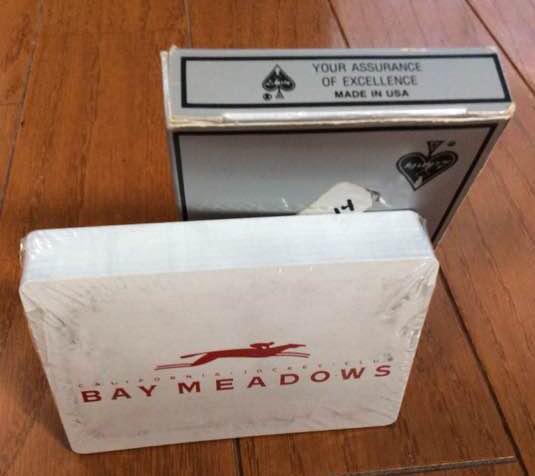 YOUR ASSURANCE
OF EXCELLENCE
MADE IN USA
CALIFORNIA JOCKEY CLUB
BAY MEADOWS